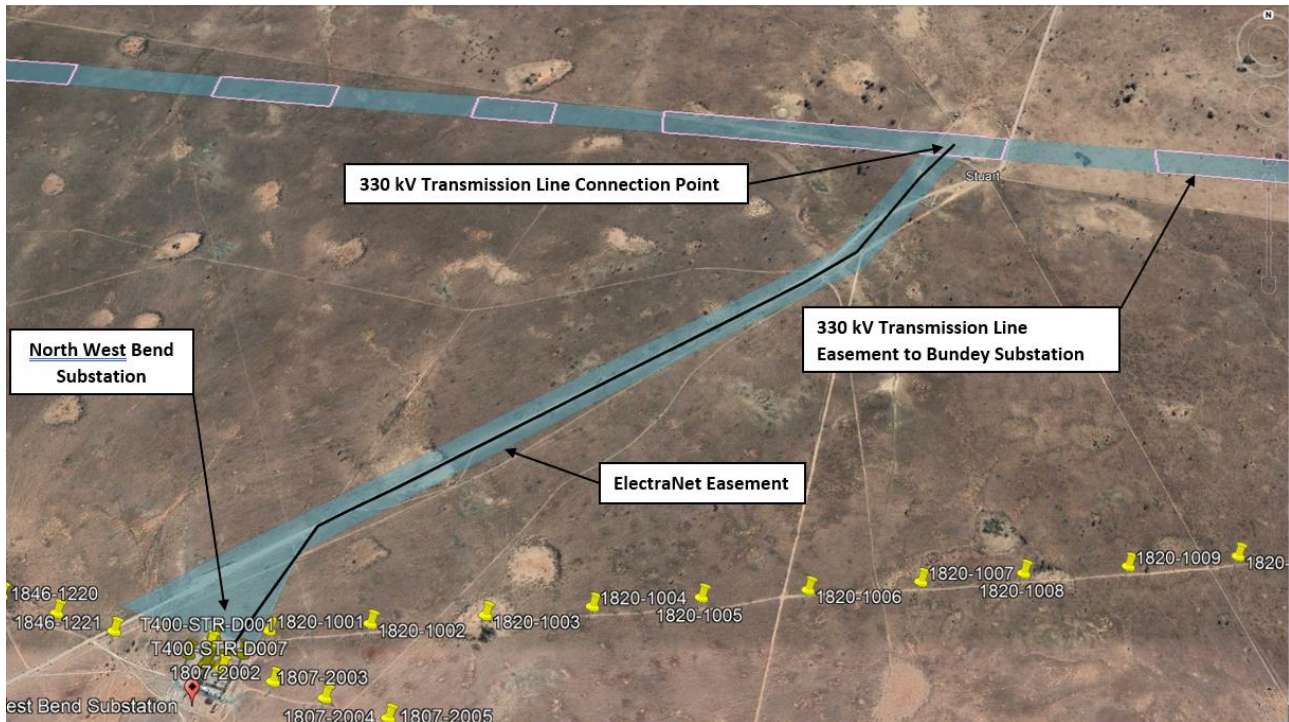 N
330 kV Transmission Line Connection Point
Stuart
330 kV Transmission Line
Easement to Bundey Substation
North West Bend
Substation
ElectraNet Easement
1820-1009
1820-
1820-1007
1820-1008
1846-1220
1820-1004
1820-1005
1820-1006
1846-1221
T400-STR-D001
1820-1001
1820-1002
1820-1003
T400-STR-D007
1807-2002
1807-2003
est Bend Substation
1807-2004
1807-2005